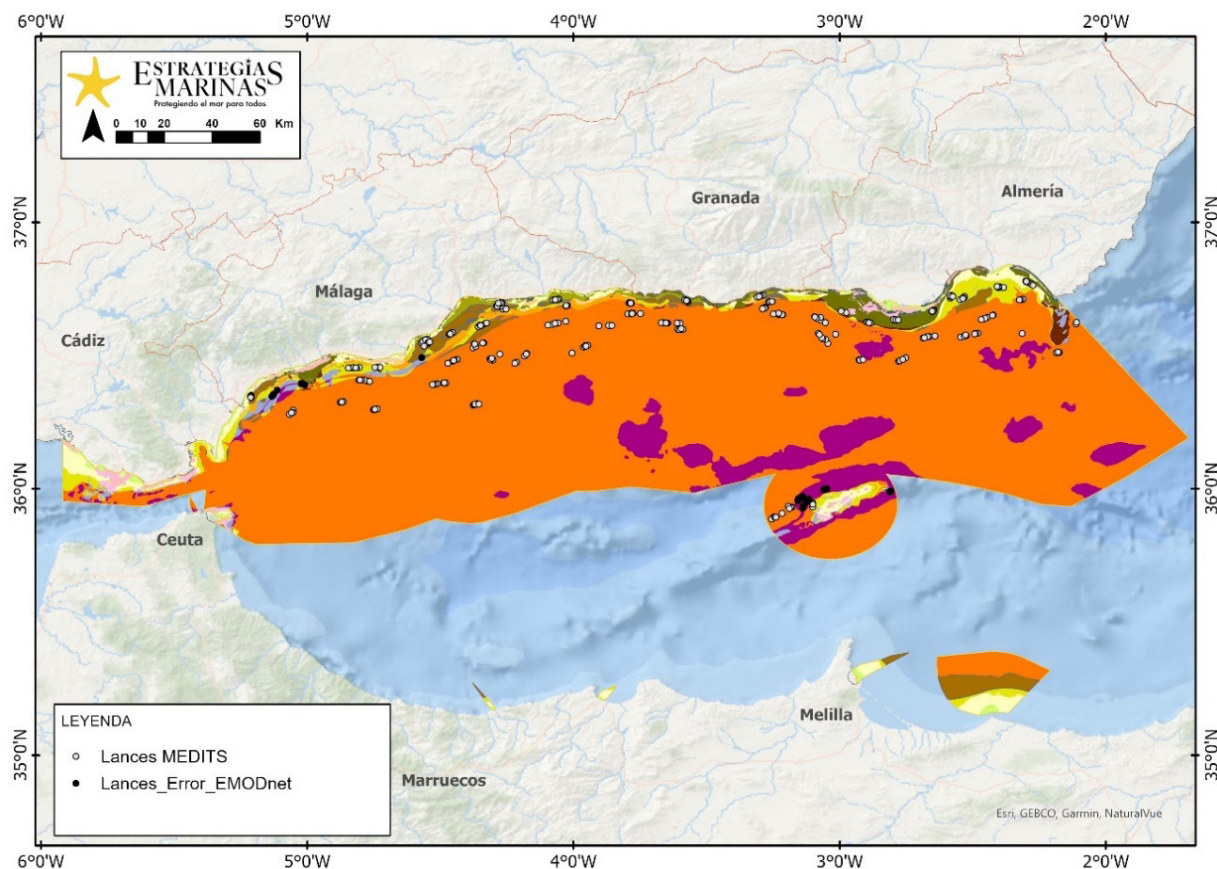 6°0'W 5°0'W 4°0'W 3°0'W 2°0'W
ESTRATEGIAS
MARINAS
Protegiendo el mar para todos
0 10 20 40 60 Km
Almería
Granada
37°0'N 37°0'N
Málaga
Cádiz
36°0'N 36°0'N
Ceuta
Melilla
LEYENDA
Lances MEDITS
Lances_Error_EMODnet
35°0'N 35°0'N
Marruecos
Esri, GEBCO, Garmin, NaturalVue
6°0'W 5°0'W 4°0'W 3°0'W 2°0'W